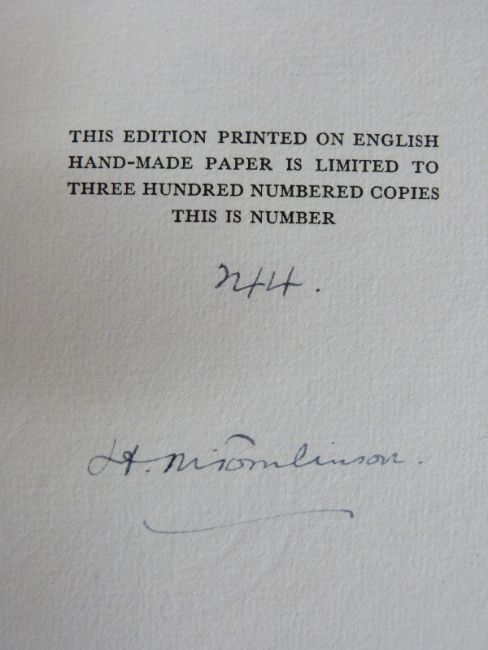 THIS EDITION PRINTED ON ENGLISH
HAND-MADE PAPER IS LIMITED TO
THREE HUNDRED NUMBERED COPIES
THIS IS NUMBER
244.
H. M. Tomlinson.